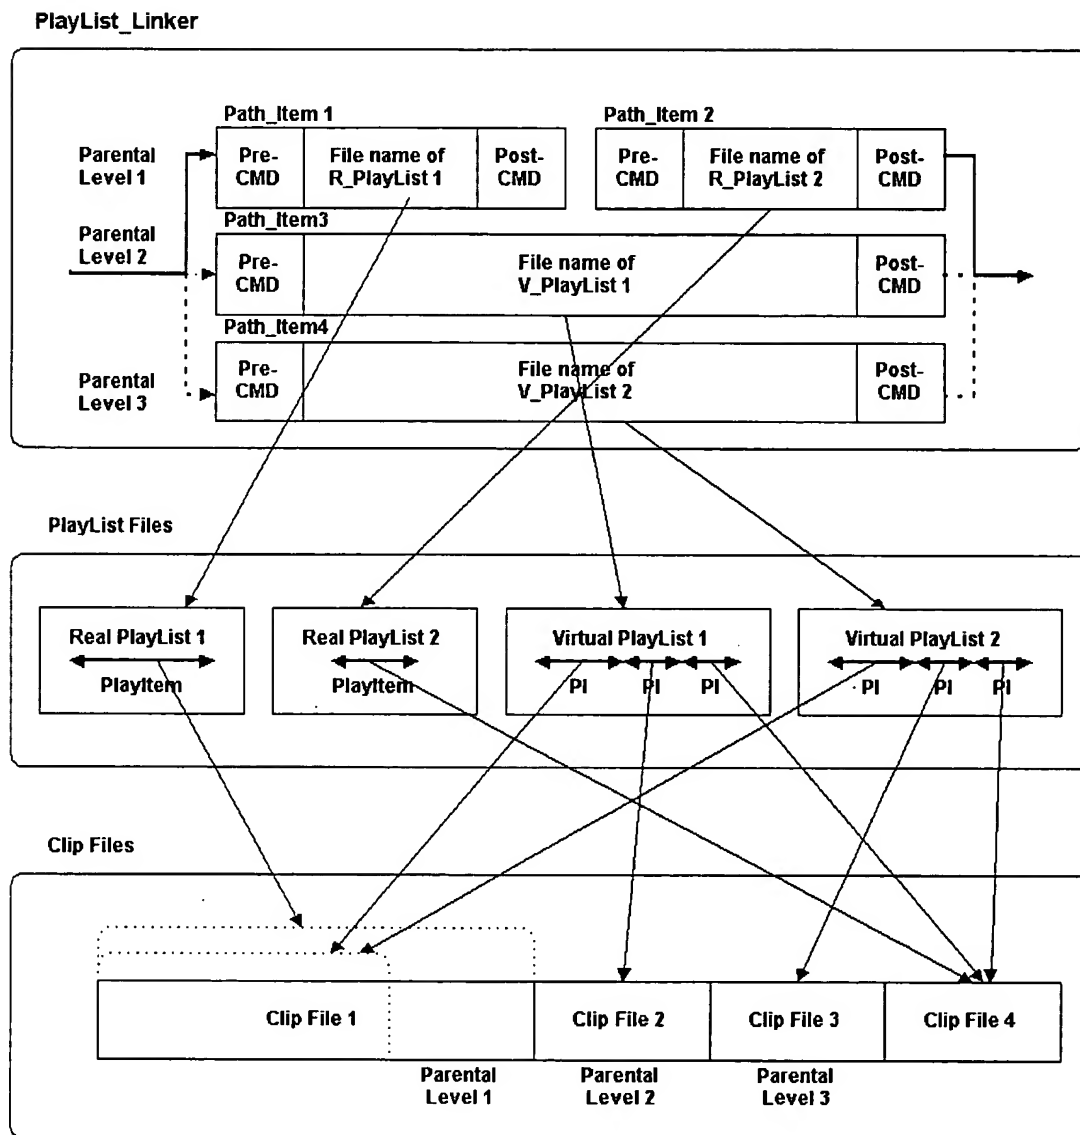 PlayList_Linker
Path_Item 1
Path_Item 2
Parental
Level 1
Pre-
CMD
File name of
R_PlayList 1
Post-
CMD
Pre-
CMD
File name of
R_PlayList 2
Post-
CMD
Parental
Level 2
Path_Item3
Pre-
CMD
File name of
V_PlayList 1
Post-
CMD
Path_Item4
Parental
Level 3
Pre-
CMD
File name of
V_PlayList 2
Post-
CMD
PlayList Files
Real PlayList 1
PlayItem
Real PlayList 2
PlayItem
Virtual PlayList 1
PI PI PI
Virtual PlayList 2
PI PI PI
Clip Files
Clip File 1
Clip File 2
Clip File 3
Clip File 4
Parental
Level 1
Parental
Level 2
Parental
Level 3